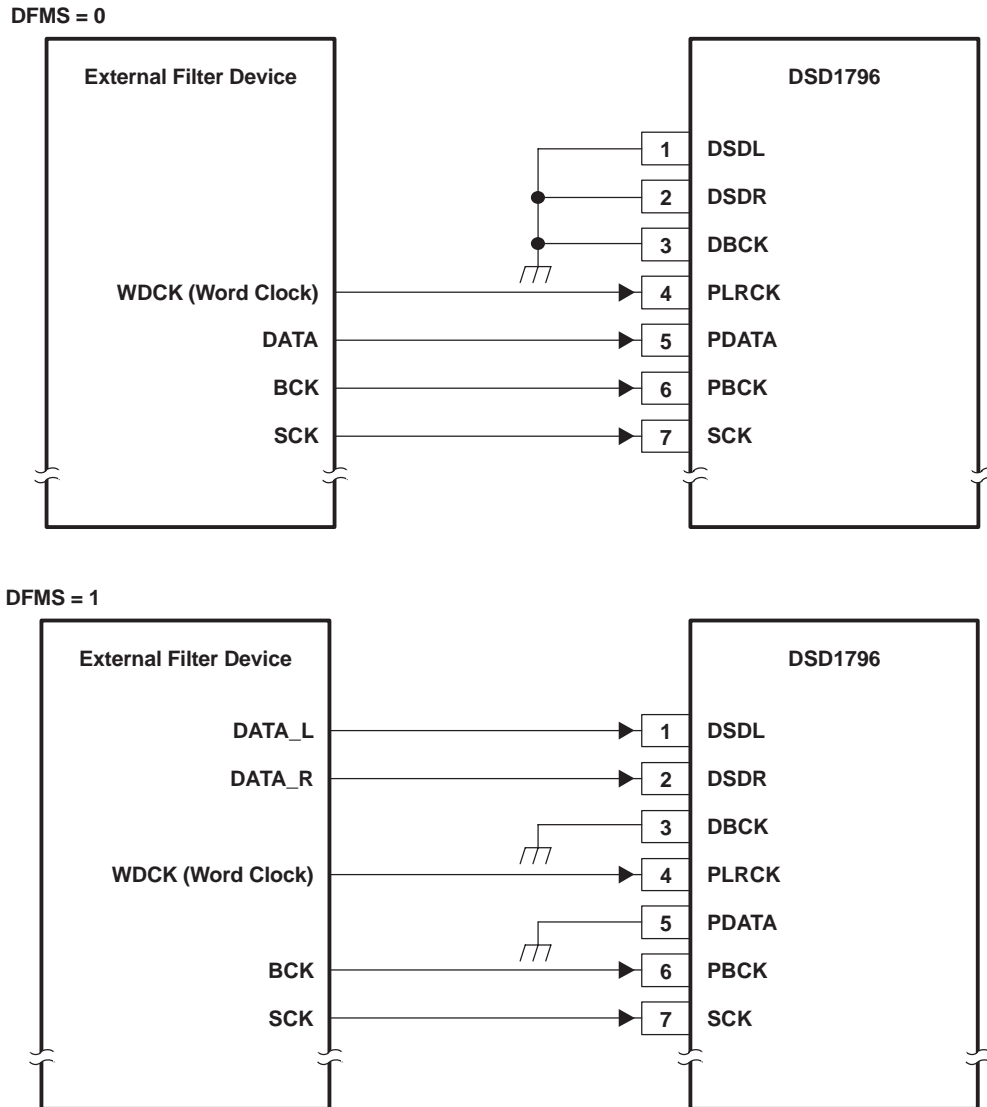 DFMS = 0
External Filter Device
DSD1796
1 DSDL
2 DSDR
3 DBCK
WDCK (Word Clock) 4 PLRCK
DATA 5 PDATA
BCK 6 PBCK
SCK 7 SCK
DFMS = 1
External Filter Device
DSD1796
DATA_L 1 DSDL
DATA_R 2 DSDR
3 DBCK
WDCK (Word Clock) 4 PLRCK
5 PDATA
BCK 6 PBCK
SCK 7 SCK